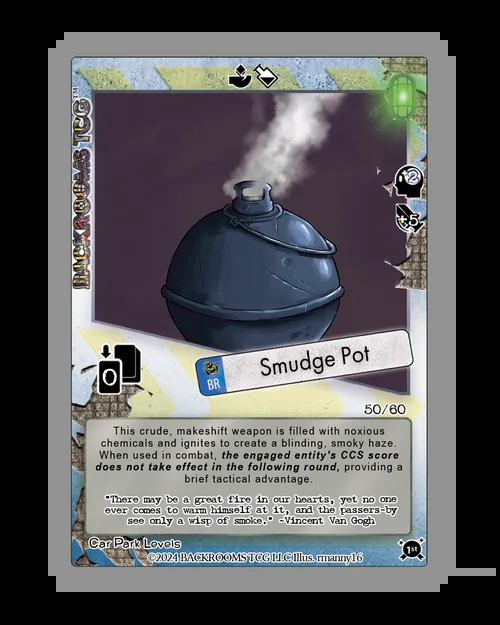 BACKROOMS TCG™
+2
+5
0
BR
Smudge Pot
50/60
This crude, makeshift weapon is filled with noxious
chemicals and ignites to create a blinding, smoky haze.
When used in combat, the engaged entity's CCS score
does not take effect in the following round, providing a
brief tactical advantage.
"There may be a great fire in our hearts, yet no one
ever comes to warm himself at it, and the passers-by
see only a wisp of smoke." -Vincent Van Gogh
Car Park Levels
©2024 BACKROOMS TCG LLC Illus. rmanny16
1st